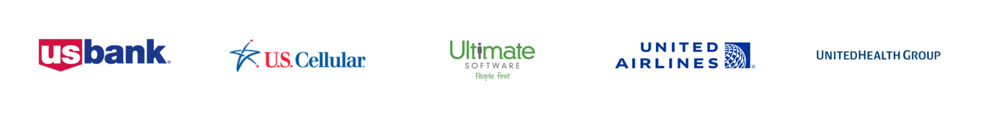 usbank®
U.S. Cellular®
Ultimate
SOFTWARE
People first
UNITED
AIRLINES®
UNITEDHEALTH GROUP